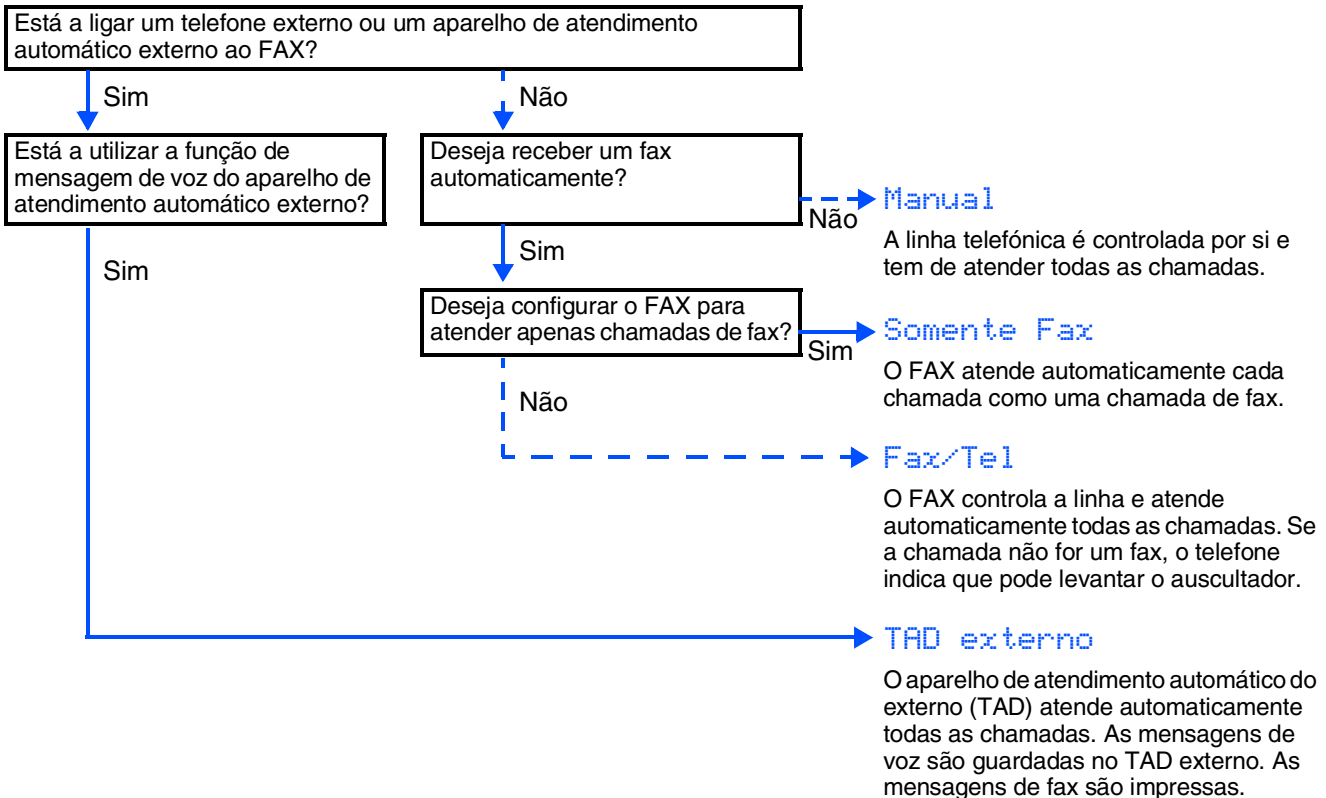 Está a ligar um telefone externo ou um aparelho de atendimento
automático externo ao FAX?
Sim
Não
Está a utilizar a função de
mensagem de voz do aparelho de
atendimento automático externo?
Deseja receber um fax
automaticamente?
Não
Manual
A linha telefónica é controlada por si e
tem de atender todas as chamadas.
Sim
Sim
Deseja configurar o FAX para
atender apenas chamadas de fax?
Sim
Somente Fax
O FAX atende automaticamente cada
chamada como uma chamada de fax.
Não
Fax/Tel
O FAX controla a linha e atende
automaticamente todas as chamadas. Se
a chamada não for um fax, o telefone
indica que pode levantar o auscultador.
TAD externo
O aparelho de atendimento automático do
externo (TAD) atende automaticamente
todas as chamadas. As mensagens de
voz são guardadas no TAD externo. As
mensagens de fax são impressas.